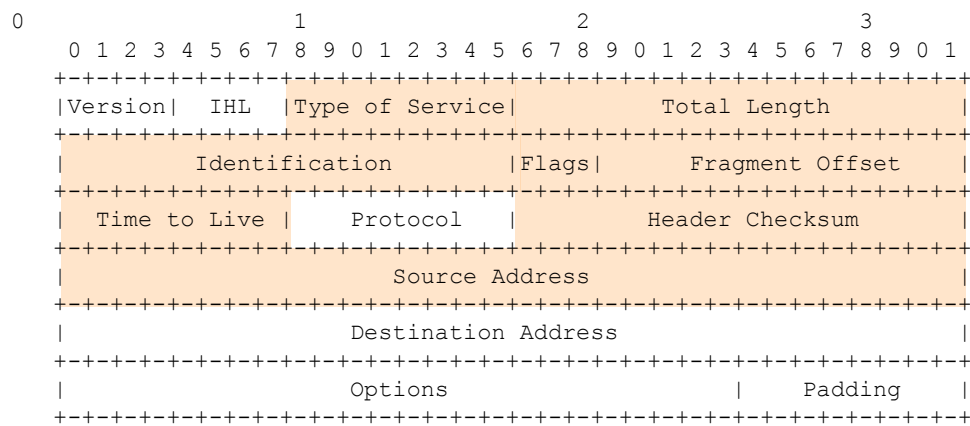 0                   1                   2                   3
 0 1 2 3 4 5 6 7 8 9 0 1 2 3 4 5 6 7 8 9 0 1 2 3 4 5 6 7 8 9 0 1
+-+-+-+-+-+-+-+-+-+-+-+-+-+-+-+-+-+-+-+-+-+-+-+-+-+-+-+-+-+-+-+-+
|Version|  IHL  |Type of Service|          Total Length         |
+-+-+-+-+-+-+-+-+-+-+-+-+-+-+-+-+-+-+-+-+-+-+-+-+-+-+-+-+-+-+-+-+
|         Identification        |Flags|      Fragment Offset    |
+-+-+-+-+-+-+-+-+-+-+-+-+-+-+-+-+-+-+-+-+-+-+-+-+-+-+-+-+-+-+-+-+
|  Time to Live |    Protocol   |         Header Checksum       |
+-+-+-+-+-+-+-+-+-+-+-+-+-+-+-+-+-+-+-+-+-+-+-+-+-+-+-+-+-+-+-+-+
|                       Source Address                          |
+-+-+-+-+-+-+-+-+-+-+-+-+-+-+-+-+-+-+-+-+-+-+-+-+-+-+-+-+-+-+-+-+
|                    Destination Address                        |
+-+-+-+-+-+-+-+-+-+-+-+-+-+-+-+-+-+-+-+-+-+-+-+-+-+-+-+-+-+-+-+-+
|                    Options                    |    Padding    |
+-+-+-+-+-+-+-+-+-+-+-+-+-+-+-+-+-+-+-+-+-+-+-+-+-+-+-+-+-+-+-+-+